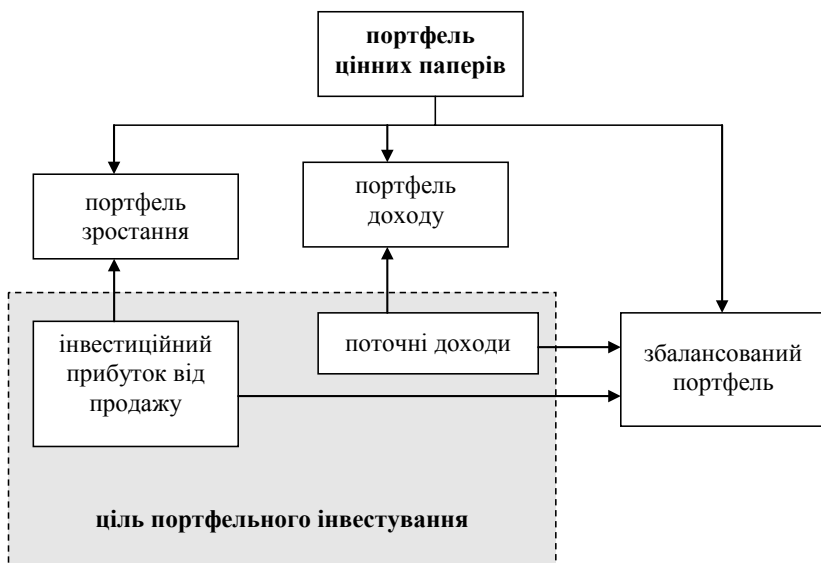 портфель
цінних паперів
портфель
зростання
портфель
доходу
інвестиційний
прибуток від
продажу
поточні доходи
збалансований
портфель
ціль портфельного інвестування